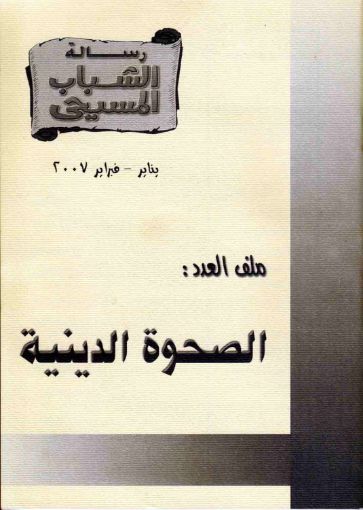 رسالة
الشباب
المسيحى
يناير - فبراير ٢٠٠٧
ملف العدد :
الصحوة الدينية